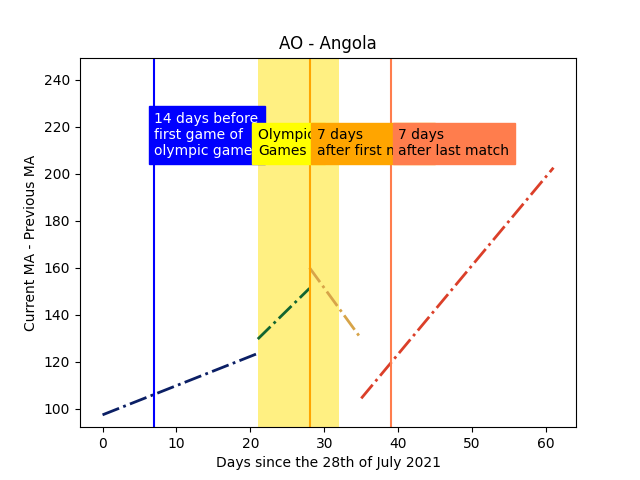 AO - Angola
Current MA - Previous MA
240
220
200
180
160
140
120
100
14 days before
first game of
olympic game
Olympic
Games
7 days
after first m
7 days
after last match
0
10
20
30
40
50
60
Days since the 28th of July 2021